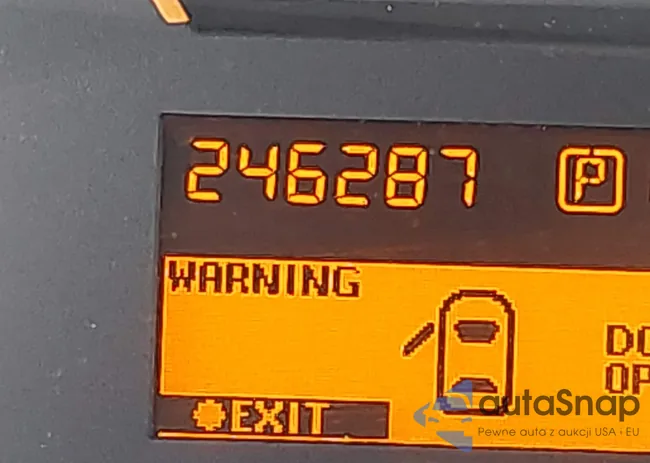 246287 P
WARNING
DO
OP
EXIT
autaSnap
Pewne auta z aukcji USA i EU